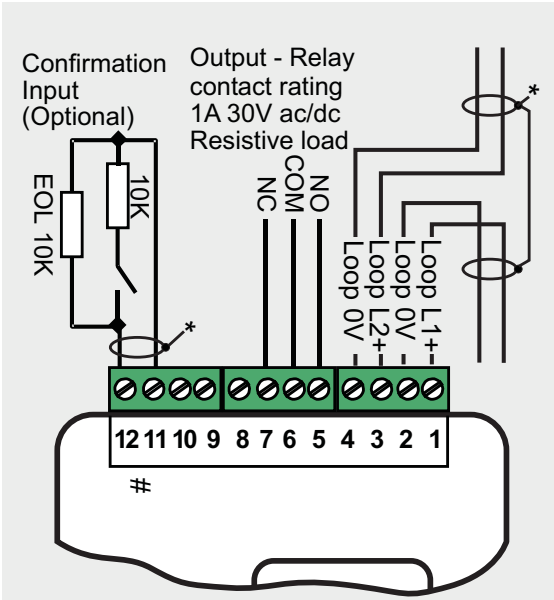 Confirmation
Input
(Optional)
Output - Relay
contact rating
1A 30V ac/dc
Resistive load
*
EOL 10K
10K
NC
COM
NO
Loop 0V
Loop L2+
Loop 0V
Loop L1+
*
12 11 10 9 8 7 6 5 4 3 2 1
#